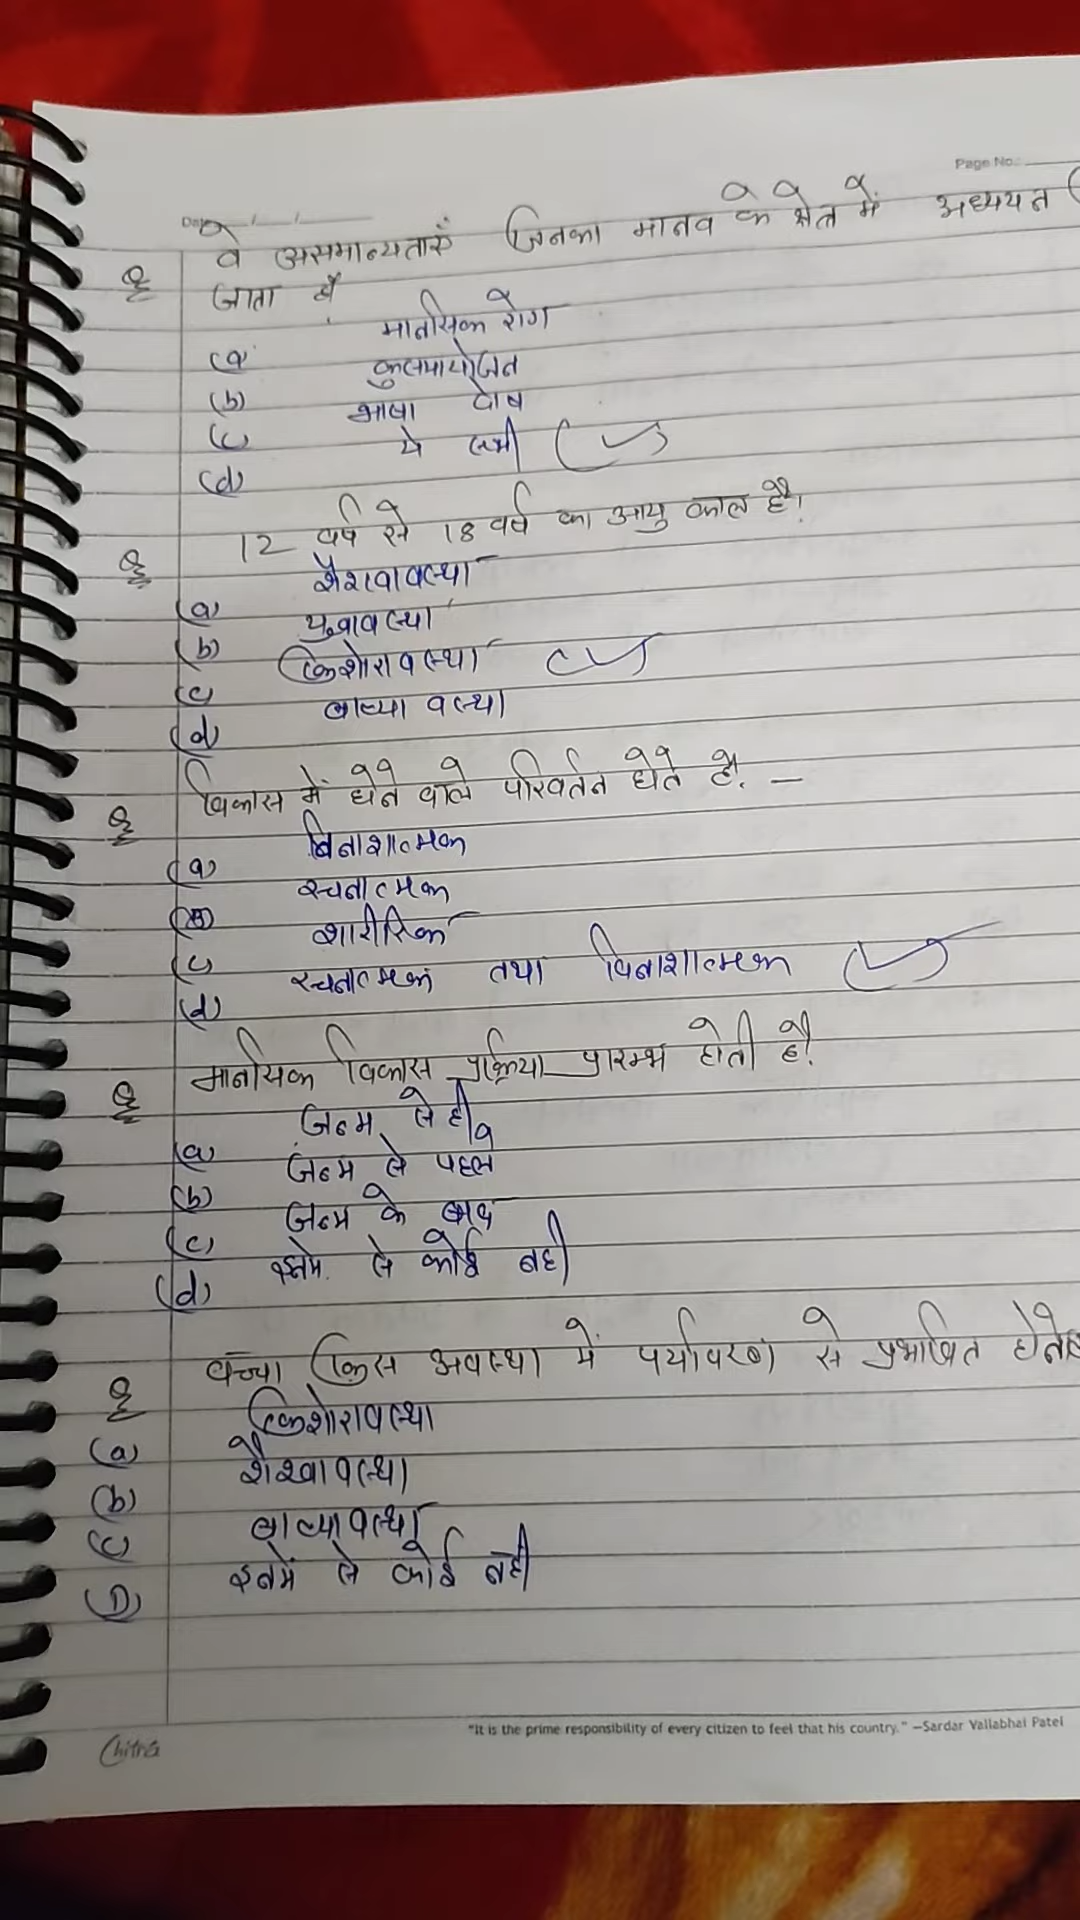 Page No.
Date
वे असमान्यताएं जिनका मानव के क्षेत्र में अध्ययन
जाता है
(a) मानसिक रोग
(b) कुसमायोजित
(c) भाषा दोष
(d) ये सभी
12 वर्ष से 18 वर्ष का आयु काल है।
(a) शैशवावस्था
(b) युवावस्था
(c) किशोरावस्था
(d) बाल्यावस्था
विकास में होने वाले परिवर्तन होते है. —
(a) विनाशात्मक
(b) रचनात्मक
(c) शारीरिक
(d) रचनात्मक तथा विनाशात्मक
मानसिक विकास प्रक्रिया प्रारम्भ होती है।
(a) जन्म से ही
(b) जन्म से पहले
(c) जन्म के बाद
(d) इनमे से कोई नही
बच्चा किस अवस्था में पर्यावरण से प्रभावित होता है
(a) किशोरावस्था
(b) शैश्वावस्था
(c) बाल्यावस्था
(D) इनमें से कोई नही
"It is the prime responsibility of every citizen to feel that his country." —Sardar Vallabhai Patel
Chitra